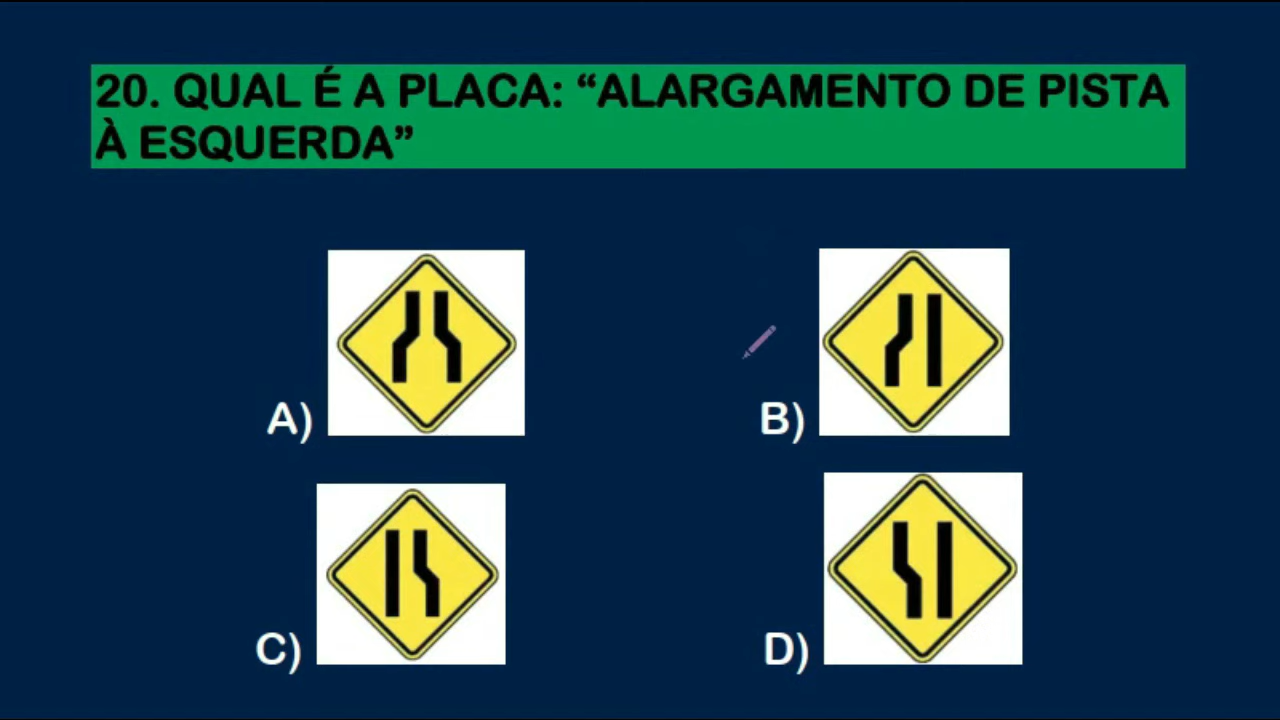 20. QUAL É A PLACA: “ALARGAMENTO DE PISTA
À ESQUERDA”
A)
B)
C)
D)